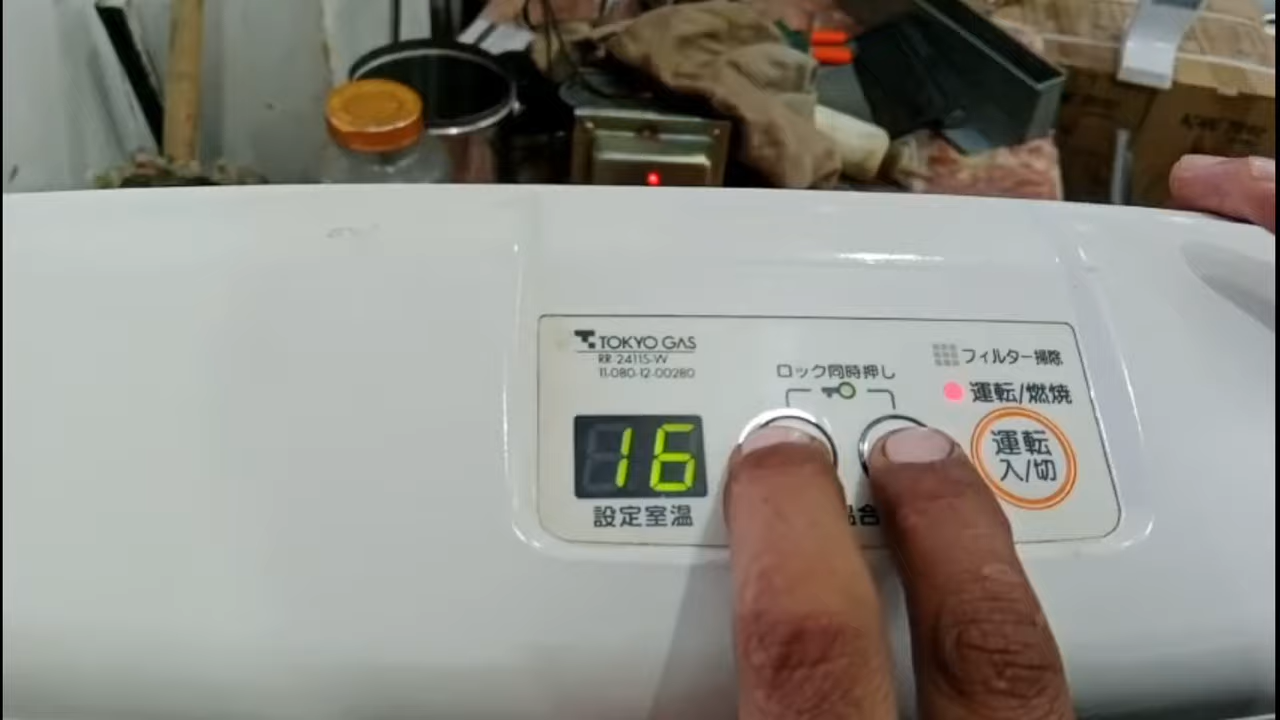 TOKYO GAS
RR-2411S-W
11-080-12-00280
ロック同時押し
フィルター掃除
運転/燃焼
16
運転
入/切
設定室温